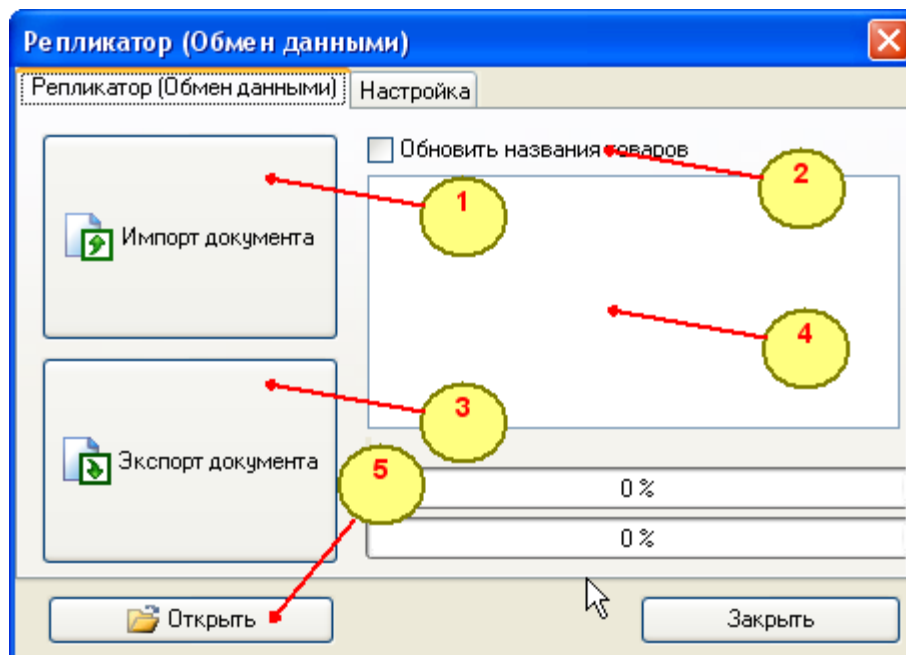 Репликатор (Обмен данными)
Репликатор (Обмен данными) Настройка
Обновить названия товаров
2
1
Импорт документа
4
3
Экспорт документа
5
0 %
0 %
Открыть
Закрыть